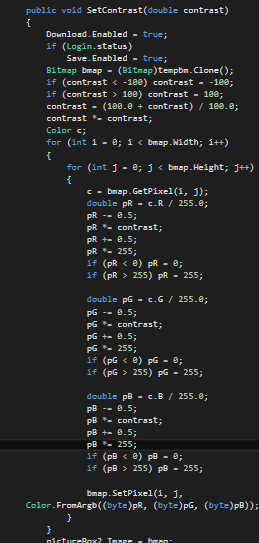 public void SetContrast(double contrast)
{
Download.Enabled = true;
if (Login.status)
Save.Enabled = true;
Bitmap bmap = (Bitmap)tempbm.Clone();
if (contrast < -100) contrast = -100;
if (contrast > 100) contrast = 100;
contrast = (100.0 + contrast) / 100.0;
contrast *= contrast;
Color c;
for (int i = 0; i < bmap.Width; i++)
{
for (int j = 0; j < bmap.Height; j++)
{
c = bmap.GetPixel(i, j);
double pR = c.R / 255.0;
pR -= 0.5;
pR *= contrast;
pR += 0.5;
pR *= 255;
if (pR < 0) pR = 0;
if (pR > 255) pR = 255;
double pG = c.G / 255.0;
pG -= 0.5;
pG *= contrast;
pG += 0.5;
pG *= 255;
if (pG < 0) pG = 0;
if (pG > 255) pG = 255;
double pB = c.B / 255.0;
pB -= 0.5;
pB *= contrast;
pB += 0.5;
pB *= 255;
if (pB < 0) pB = 0;
if (pB > 255) pB = 255;
bmap.SetPixel(i, j,
Color.FromArgb((byte)pR, (byte)pG, (byte)pB));
}
}
pictureBox2.Image = bmap;